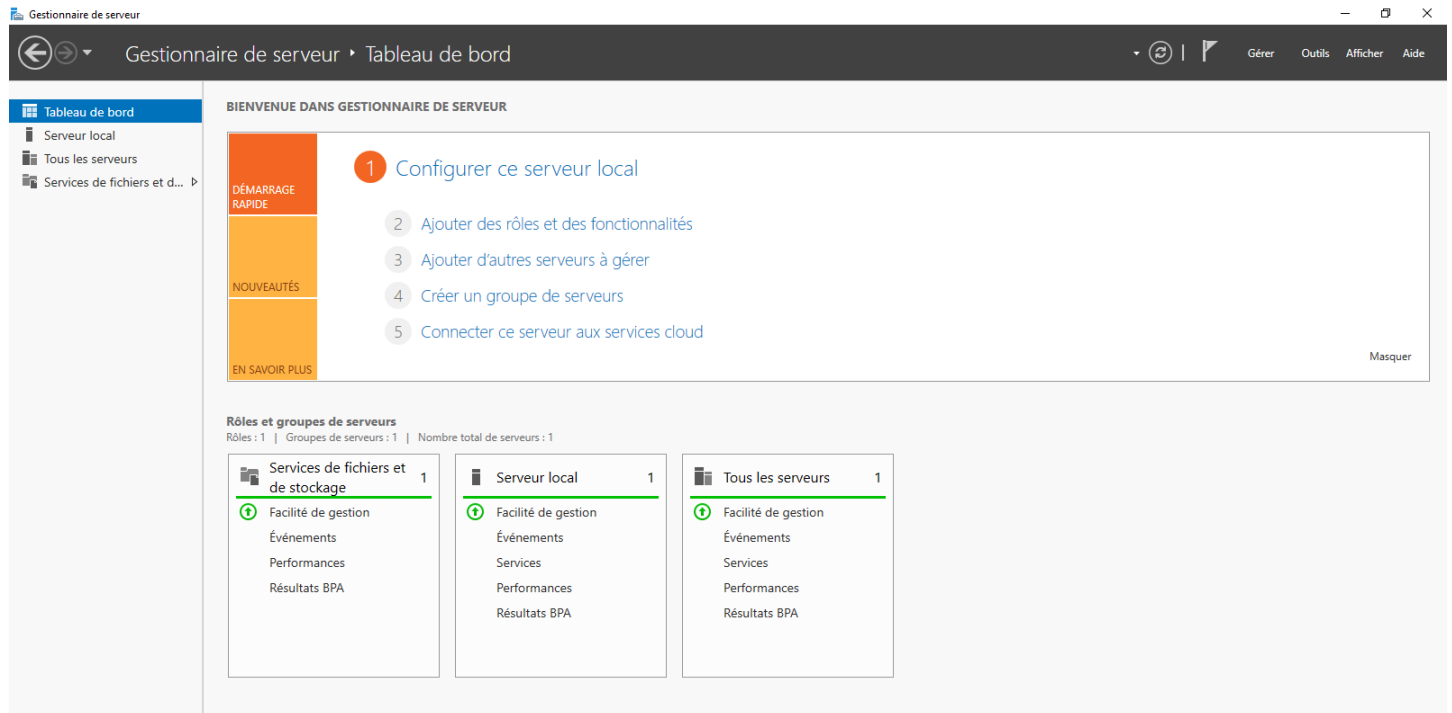 Gestionnaire de serveur
Gestionnaire de serveur • Tableau de bord
Gérer Outils Afficher Aide
Tableau de bord
Serveur local
Tous les serveurs
Services de fichiers et d...
BIENVENUE DANS GESTIONNAIRE DE SERVEUR
DÉMARRAGE
RAPIDE
NOUVEAUTÉS
EN SAVOIR PLUS
1 Configurer ce serveur local
2 Ajouter des rôles et des fonctionnalités
3 Ajouter d’autres serveurs à gérer
4 Créer un groupe de serveurs
5 Connecter ce serveur aux services cloud
Masquer
Rôles et groupes de serveurs
Rôles : 1 | Groupes de serveurs : 1 | Nombre total de serveurs : 1
Services de fichiers et
de stockage
1
Facilité de gestion
Événements
Performances
Résultats BPA
Serveur local 1
Facilité de gestion
Événements
Services
Performances
Résultats BPA
Tous les serveurs 1
Facilité de gestion
Événements
Services
Performances
Résultats BPA